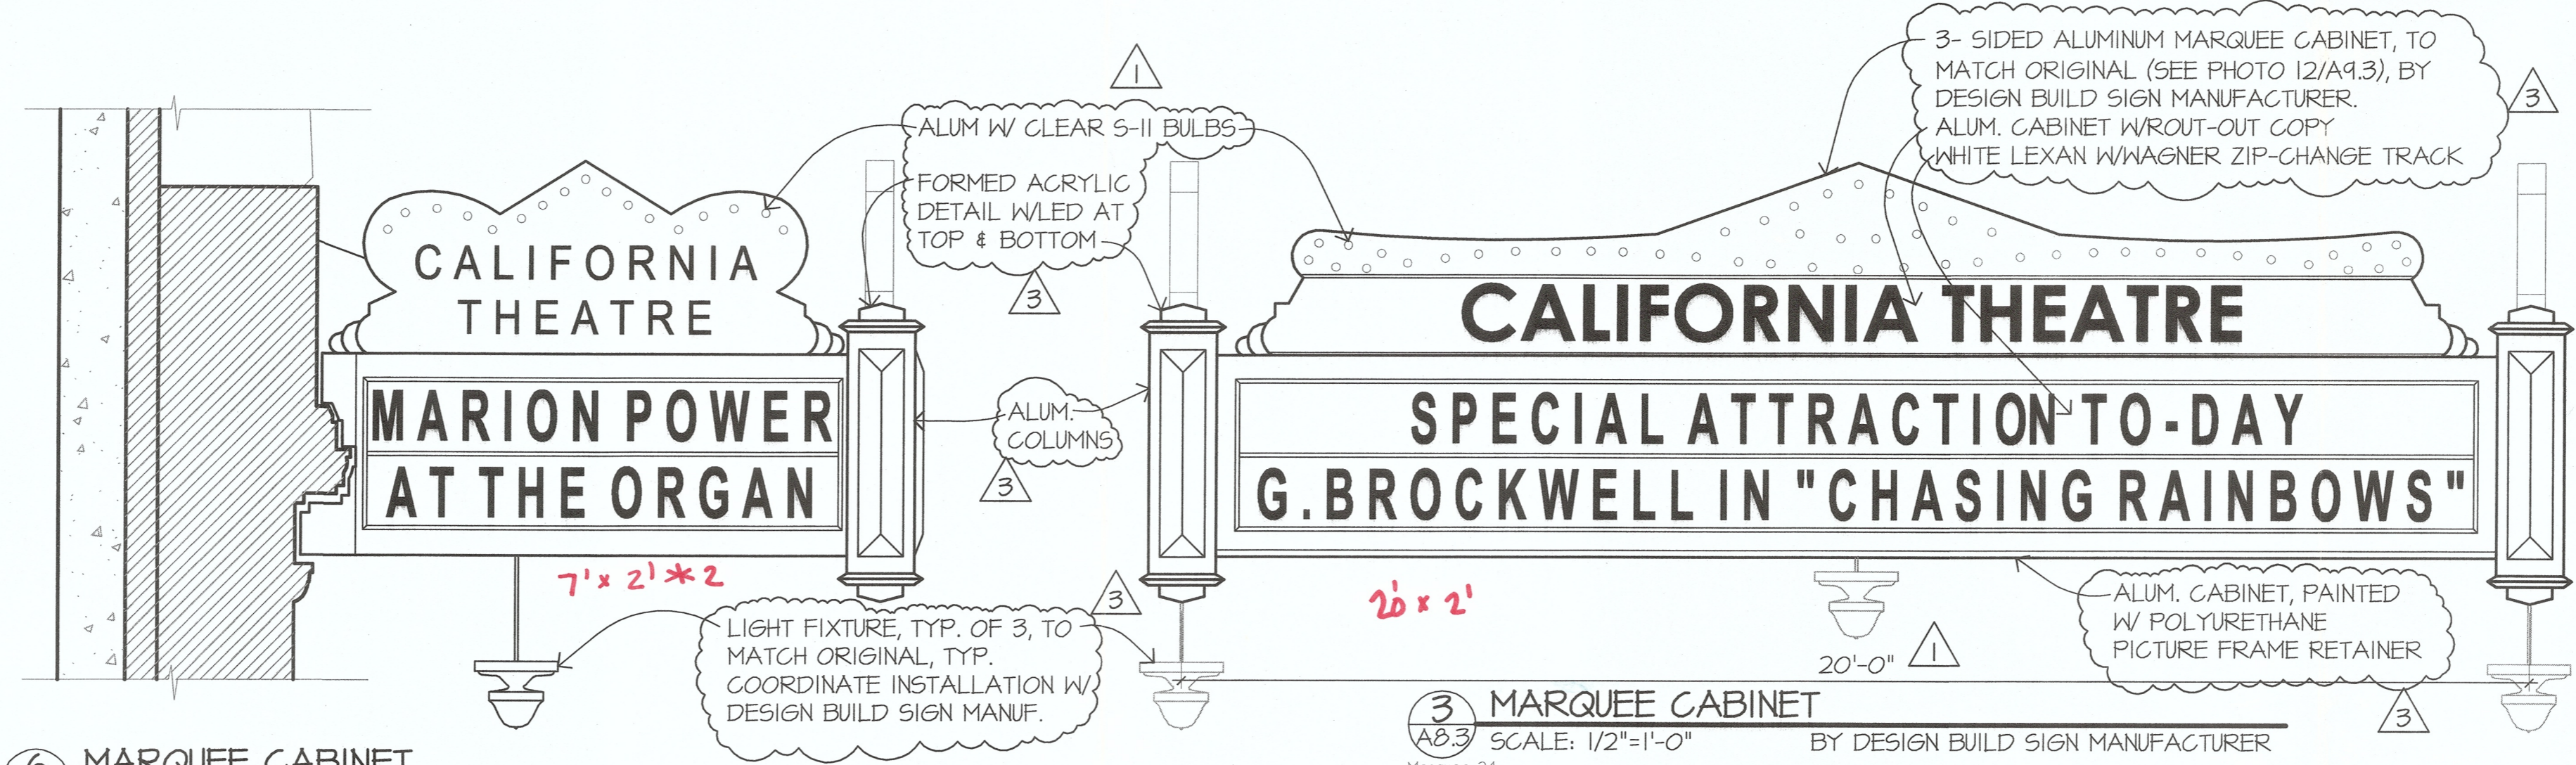 1
ALUM W/ CLEAR S-11 BULBS
FORMED ACRYLIC
DETAIL W/LED AT
TOP & BOTTOM
3
3- SIDED ALUMINUM MARQUEE CABINET, TO
MATCH ORIGINAL (SEE PHOTO 12/A9.3), BY
DESIGN BUILD SIGN MANUFACTURER.
ALUM. CABINET W/ROUT-OUT COPY
WHITE LEXAN W/WAGNER ZIP-CHANGE TRACK
3
CALIFORNIA
THEATRE
MARION POWER
AT THE ORGAN
7' x 2' * 2
ALUM.
COLUMNS
3
CALIFORNIA THEATRE
SPECIAL ATTRACTION TO-DAY
G. BROCKWELL IN "CHASING RAINBOWS"
20' x 2'
LIGHT FIXTURE, TYP. OF 3, TO
MATCH ORIGINAL, TYP.
COORDINATE INSTALLATION W/
DESIGN BUILD SIGN MANUF.
3
ALUM. CABINET, PAINTED
W/ POLYURETHANE
PICTURE FRAME RETAINER
3
20'-0"
1
3
A8.3
MARQUEE CABINET
SCALE: 1/2"=1'-0"
BY DESIGN BUILD SIGN MANUFACTURER
6
MARQUEE CABINET